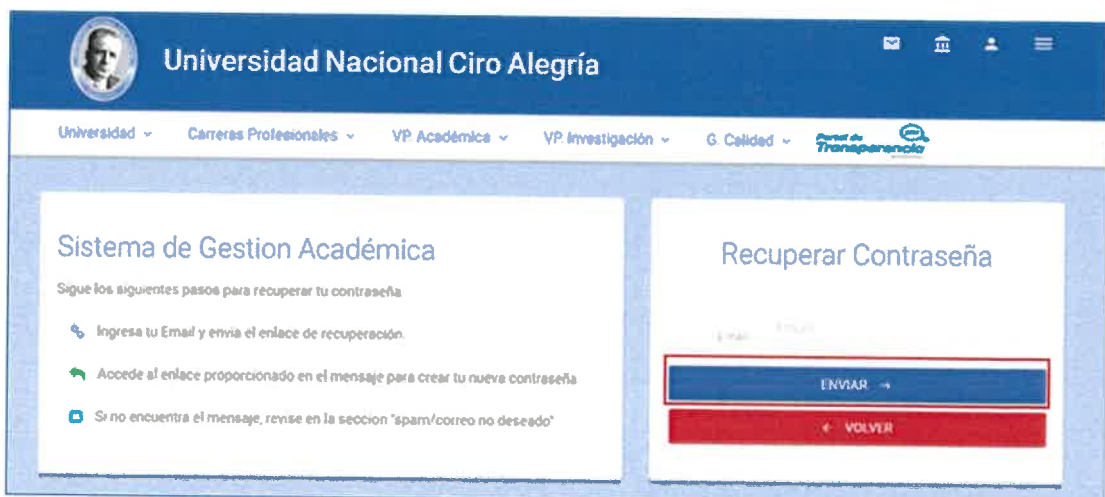 Universidad Nacional Ciro Alegría
Universidad
Carreras Profesionales
VP. Académica
VP. Investigación
G. Calidad
Portal de
Transparencia
Sistema de Gestion Académica
Sigue los siguientes pasos para recuperar tu contraseña
Ingresa tu Email y envia el enlace de recuperación.
Accede al enlace proporcionado en el mensaje para crear tu nueva contraseña
Si no encuentra el mensaje, revise en la seccion "spam/correo no deseado"
Recuperar Contraseña
Email
ENVIAR →
← VOLVER